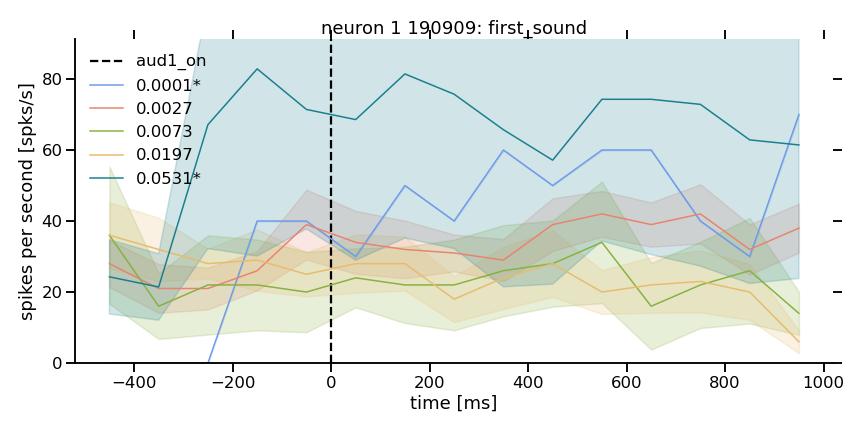 neuron 1 190909: first_sound
aud1_on
0.0001*
0.0027
0.0073
0.0197
0.0531*
spikes per second [spks/s]
80
60
40
20
0
−400 −200 0 200 400 600 800 1000
time [ms]